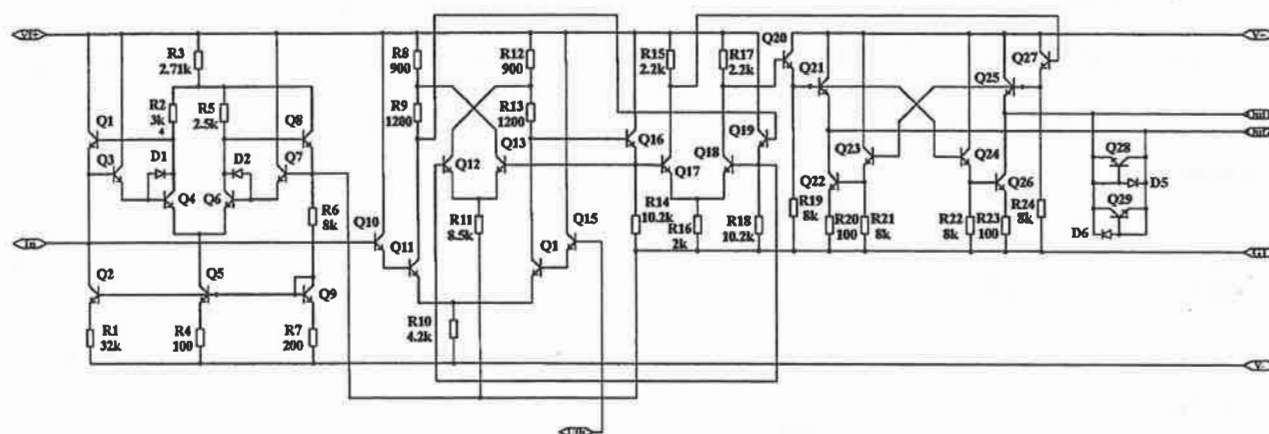 R3
2.71k
R2
3k
4
R5
2.5k
Q1
Q8
Q3
D1
D2
Q7
Q4
Q6
R6
8k
In
Q2
Q5
Q9
R1
32k
R4
100
R7
200
R8
900
R12
900
R9
1200
R13
1200
Q12
Q13
Q10
Q11
R11
8.5k
Q1
Q15
R10
4.2k
R15
2.2k
R17
2.2k
Q16
Q19
Q17
Q18
R14
10.2k
R16
2k
R18
10.2k
Q20
Q21
Q25
Q27
V-
Q23
Q24
Q22
Q26
R19
8k
R20
100
R21
8k
R22
8k
R23
100
R24
8k
Q28
D5
Q29
D6
V-